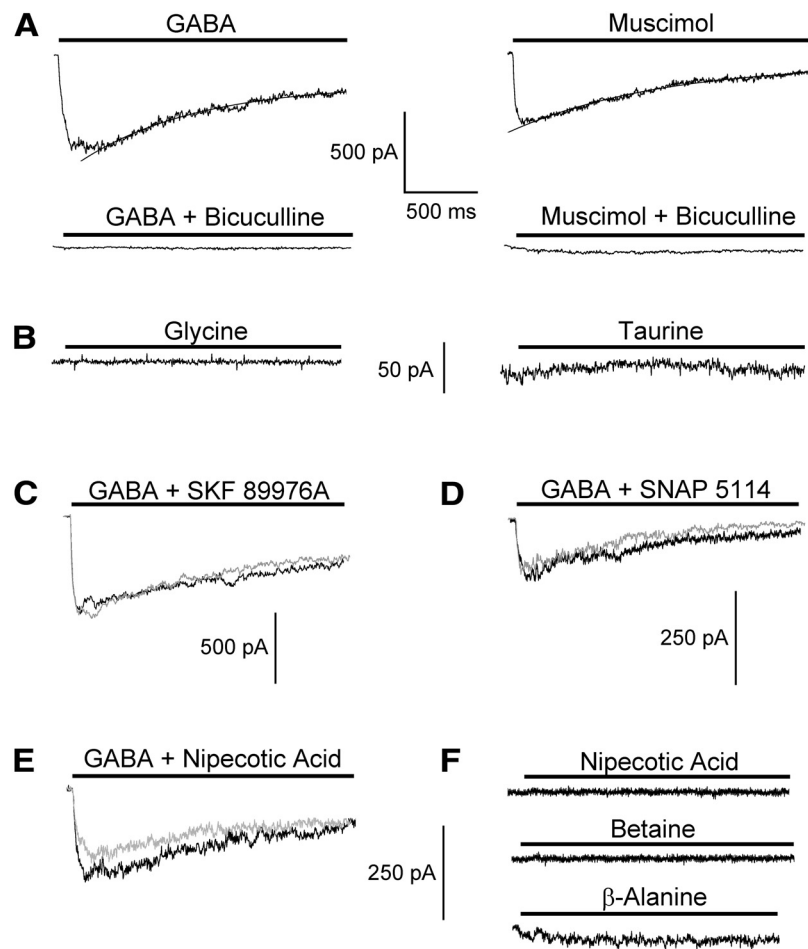 A
GABA
Muscimol
500 pA
500 ms
GABA + Bicuculline
Muscimol + Bicuculline
B
Glycine
Taurine
50 pA
C
GABA + SKF 89976A
500 pA
D
GABA + SNAP 5114
250 pA
E
GABA + Nipecotic Acid
250 pA
F
Nipecotic Acid
Betaine
β-Alanine